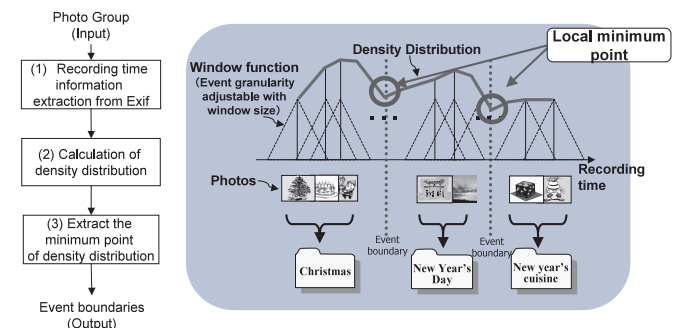 Photo Group
(Input)
(1) Recording time
information
extraction from Exif
(2) Calculation of
density distribution
(3) Extract the
minimum point
of density distribution
Event boundaries
(Output)
Local minimum
point
Density Distribution
Window function
(Event granularity
adjustable with
window size)
Recording
time
Photos
Event
boundary
Event
boundary
Christmas
New Year's
Day
New year's
cuisine